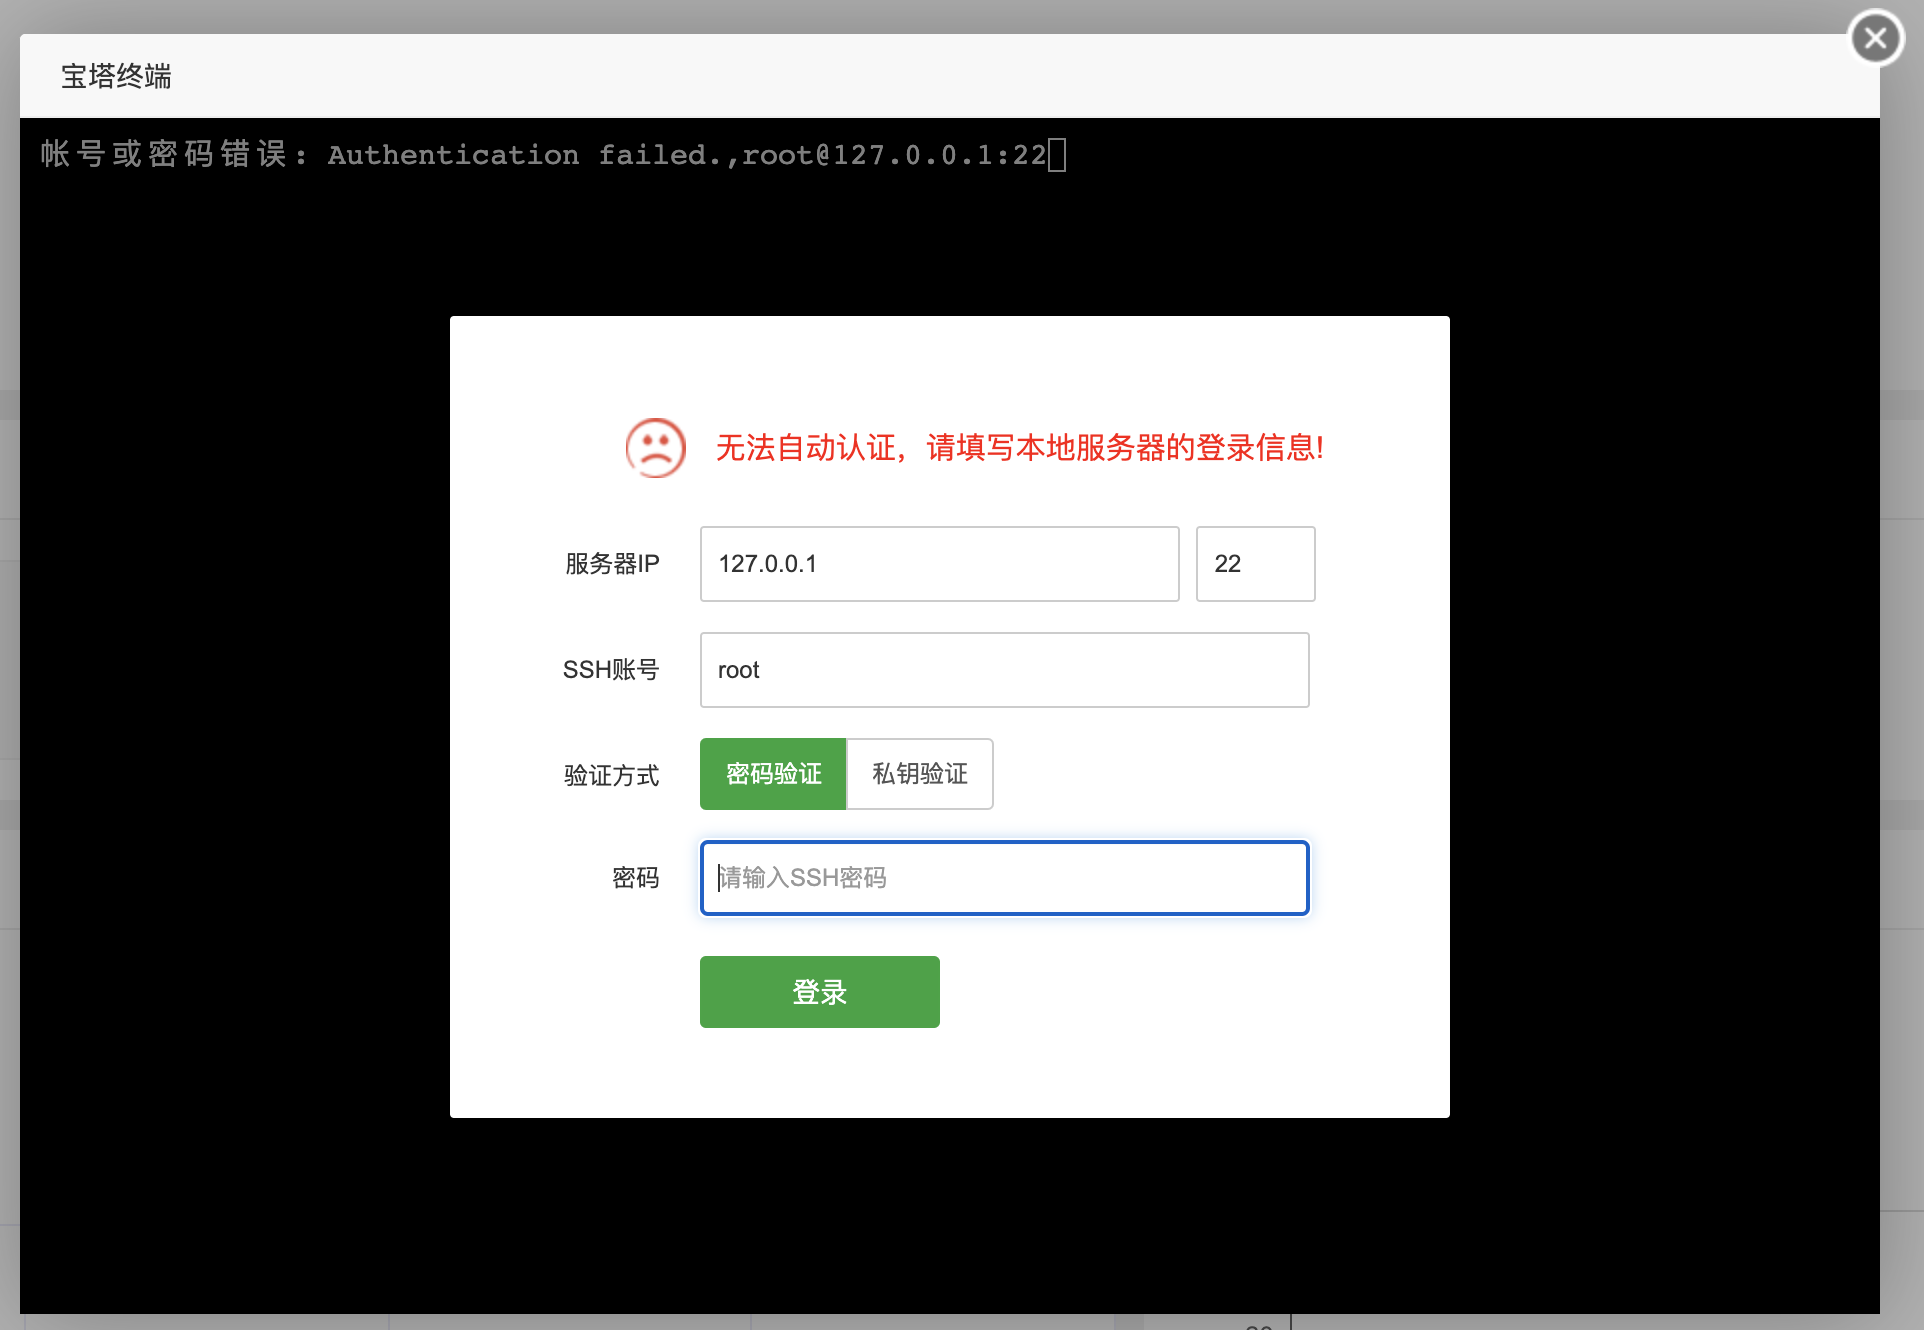 宝塔终端
帐号或密码错误: Authentication failed.,root@127.0.0.1:22
无法自动认证，请填写本地服务器的登录信息!
服务器IP 127.0.0.1 22
SSH账号 root
验证方式 密码验证 私钥验证
密码 请输入SSH密码
登录